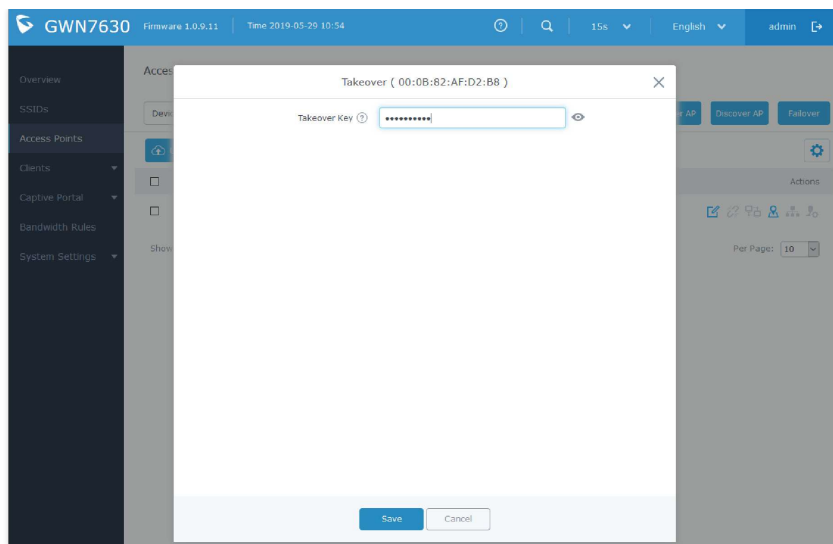 GWN7630 Firmware 1.0.9.11 Time 2019-05-29 10:54 15s English admin
Overview
SSIDs
Access Points
Clients
Captive Portal
Bandwidth Rules
System Settings
Takeover ( 00:0B:82:AF:D2:B8 )
Takeover Key ••••••••••
AP Discover AP Failover
Actions
Show Per Page: 10
Save Cancel